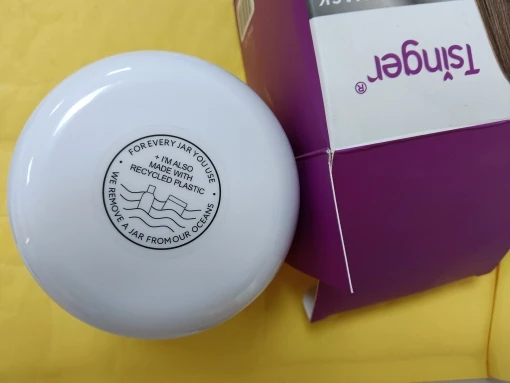 FOR EVERY JAR YOU USE
+ I'M ALSO
MADE WITH
RECYCLED PLASTIC
WE REMOVE A JAR FROM OUR OCEANS
Tsinger®